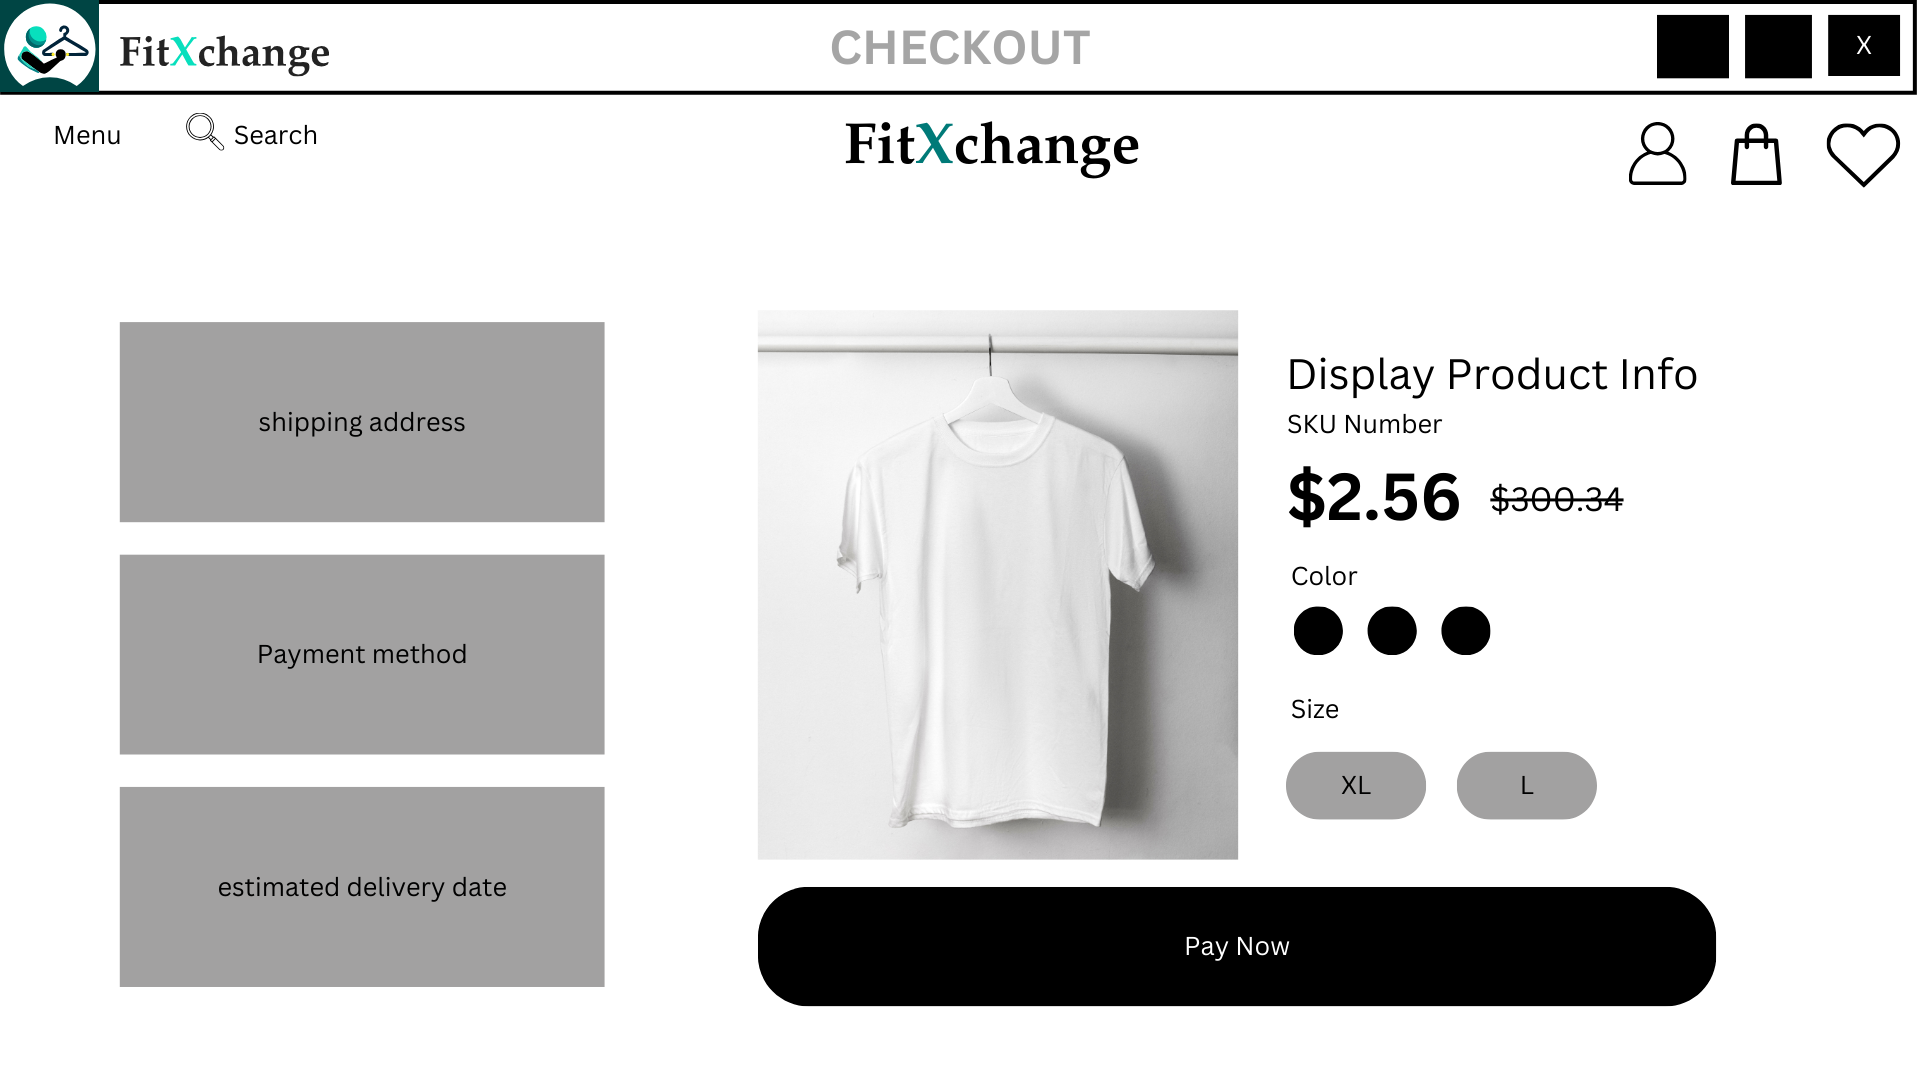 FitXchange
CHECKOUT
X
Menu
Search
FitXchange
shipping address
Payment method
estimated delivery date
Display Product Info
SKU Number
$2.56 $300.34
Color
Size
XL
L
Pay Now